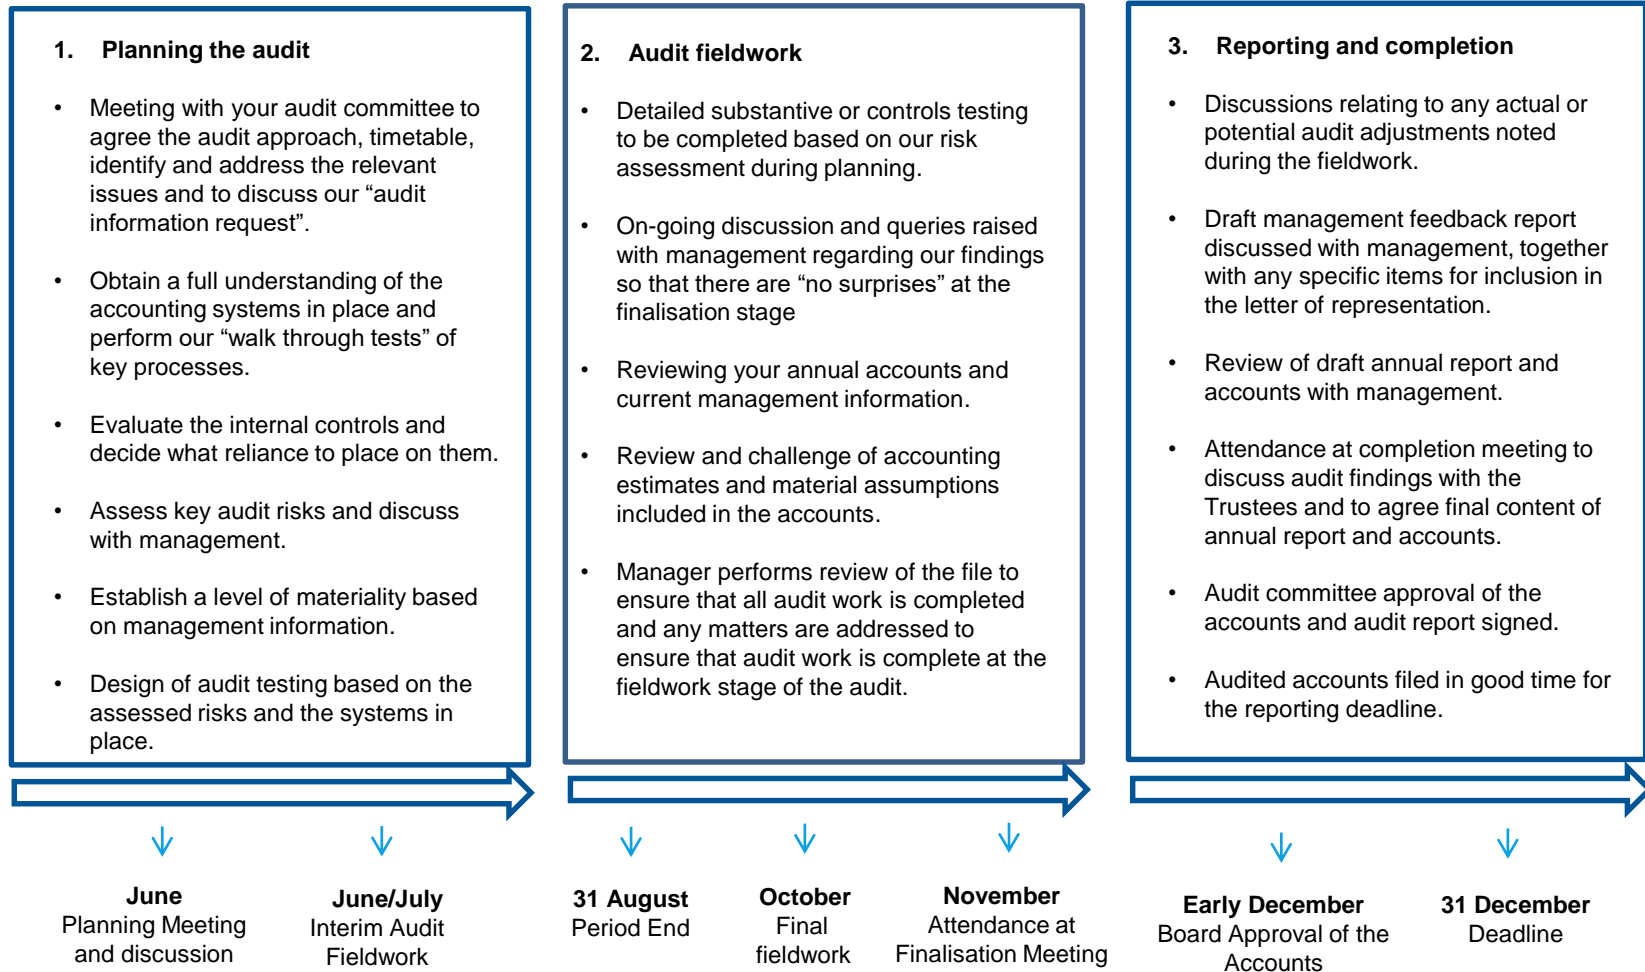 1. Planning the audit
• Meeting with your audit committee to
agree the audit approach, timetable,
identify and address the relevant
issues and to discuss our “audit
information request”.
• Obtain a full understanding of the
accounting systems in place and
perform our “walk through tests” of
key processes.
• Evaluate the internal controls and
decide what reliance to place on them.
• Assess key audit risks and discuss
with management.
• Establish a level of materiality based
on management information.
• Design of audit testing based on the
assessed risks and the systems in
place.
2. Audit fieldwork
• Detailed substantive or controls testing
to be completed based on our risk
assessment during planning.
• On-going discussion and queries raised
with management regarding our findings
so that there are “no surprises” at the
finalisation stage
• Reviewing your annual accounts and
current management information.
• Review and challenge of accounting
estimates and material assumptions
included in the accounts.
• Manager performs review of the file to
ensure that all audit work is completed
and any matters are addressed to
ensure that audit work is complete at the
fieldwork stage of the audit.
3. Reporting and completion
• Discussions relating to any actual or
potential audit adjustments noted
during the fieldwork.
• Draft management feedback report
discussed with management, together
with any specific items for inclusion in
the letter of representation.
• Review of draft annual report and
accounts with management.
• Attendance at completion meeting to
discuss audit findings with the
Trustees and to agree final content of
annual report and accounts.
• Audit committee approval of the
accounts and audit report signed.
• Audited accounts filed in good time for
the reporting deadline.
June
Planning Meeting
and discussion
June/July
Interim Audit
Fieldwork
31 August
Period End
October
Final
fieldwork
November
Attendance at
Finalisation Meeting
Early December
Board Approval of the
Accounts
31 December
Deadline